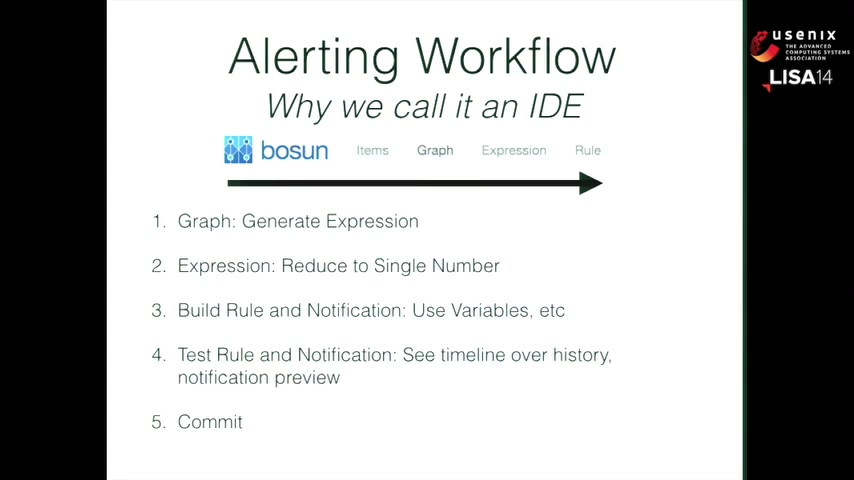 Alerting Workflow
Why we call it an IDE
bosun Items Graph Expression Rule
1. Graph: Generate Expression
2. Expression: Reduce to Single Number
3. Build Rule and Notification: Use Variables, etc
4. Test Rule and Notification: See timeline over history,
notification preview
5. Commit
usenix
THE ADVANCED
COMPUTING SYSTEMS
ASSOCIATION
LISA14